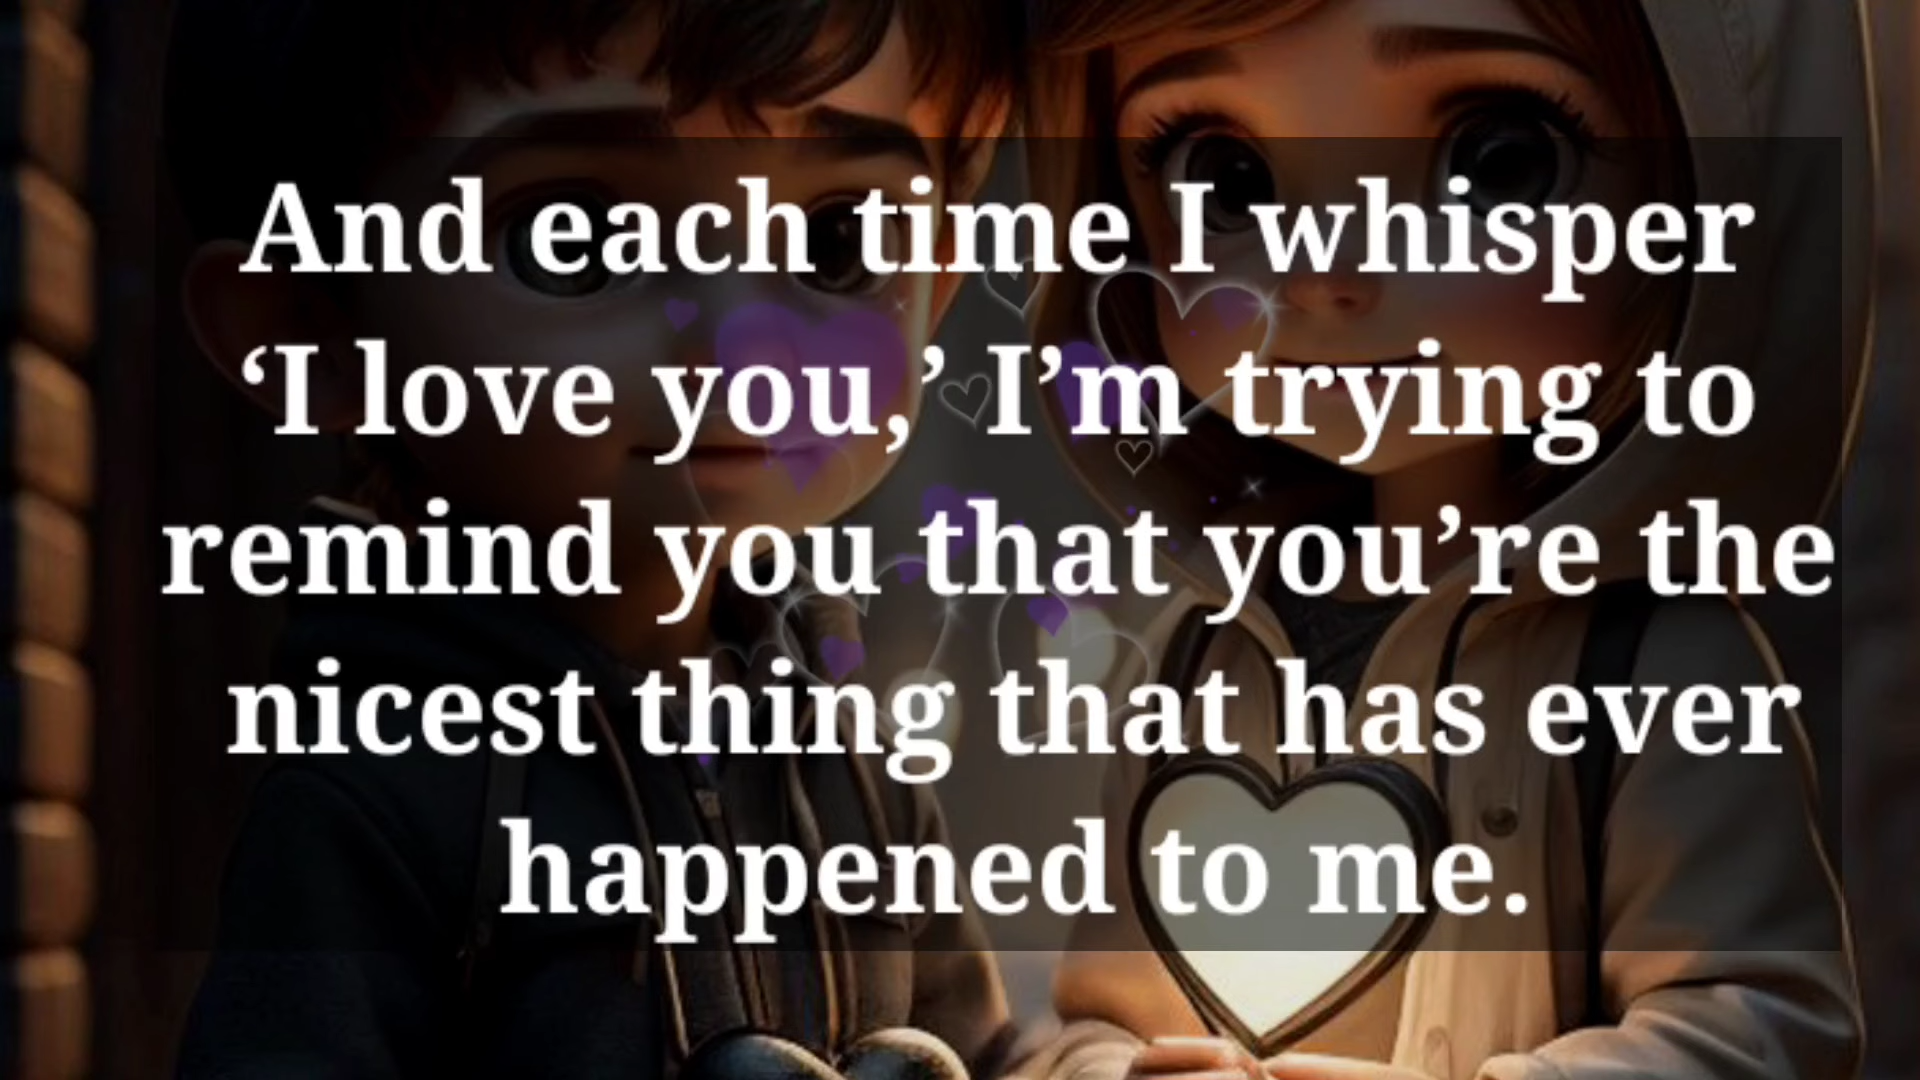 And each time I whisper
‘I love you,’ I’m trying to
remind you that you’re the
nicest thing that has ever
happened to me.